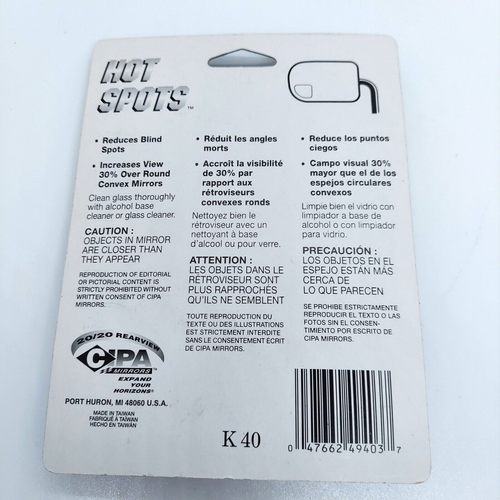 HOT
SPOTS™
• Reduces Blind
Spots
• Increases View
30% Over Round
Convex Mirrors
Clean glass thoroughly
with alcohol base
cleaner or glass cleaner.
CAUTION :
OBJECTS IN MIRROR
ARE CLOSER THAN
THEY APPEAR
REPRODUCTION OF EDITORIAL
OR PICTORIAL CONTENT IS
STRICTLY PROHIBITED WITHOUT
WRITTEN CONSENT OF CIPA
MIRRORS.
• Réduit les angles
morts
• Accroît la visibilité
de 30% par
rapport aux
rétroviseurs
convexes ronds
Nettoyez bien le
rétroviseur avec un
nettoyant à base
d'alcool ou pour verre.
ATTENTION :
LES OBJETS DANS LE
RÉTROVISEUR SONT
PLUS RAPPROCHÉS
QU'ILS NE SEMBLENT
TOUTE REPRODUCTION DU
TEXTE OU DES ILLUSTRATIONS
EST STRICTEMENT INTERDITE
SANS LE CONSENTEMENT ÉCRIT
DE CIPA MIRRORS.
• Reduce los puntos
ciegos
• Campo visual 30%
mayor que el de los
espejos circulares
convexos
Limpie bien el vidrio con
limpiador a base de
alcohol o con limpiador
para vidrio.
PRECAUCIÓN :
LOS OBJETOS EN EL
ESPEJO ESTÁN MÁS
CERCA DE
LO QUE PARECEN
SE PROHIBE ESTRICTAMENTE
REPRODUCIR EL TEXTO O LAS
FOTOS SIN EL CONSEN-
TIMIENTO POR ESCRITO DE
CIPA MIRRORS.
20/20 REARVIEW
CIPA
MIRRORS
EXPAND
YOUR
HORIZONS®
PORT HURON, MI 48060 U.S.A.
MADE IN TAIWAN
FABRIQUÉ À TAIWAN
HECHO EN TAIWÁN
K 40
0 47662 49403 7